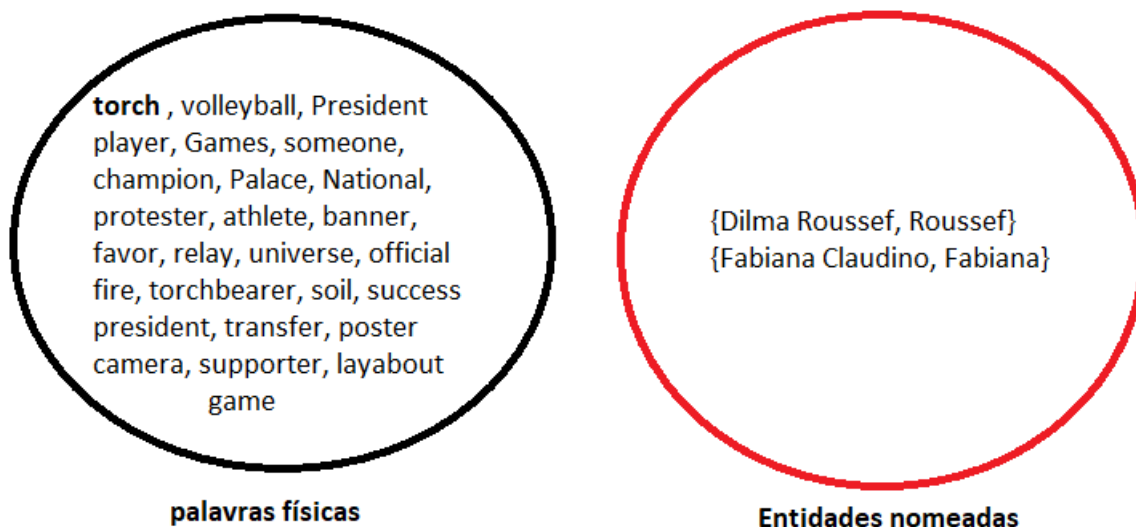 torch , volleyball, President
player, Games, someone,
champion, Palace, National,
protester, athlete, banner,
favor, relay, universe, official
fire, torchbearer, soil, success
president, transfer, poster
camera, supporter, layabout
game
palavras físicas
{Dilma Roussef, Roussef}
{Fabiana Claudino, Fabiana}
Entidades nomeadas